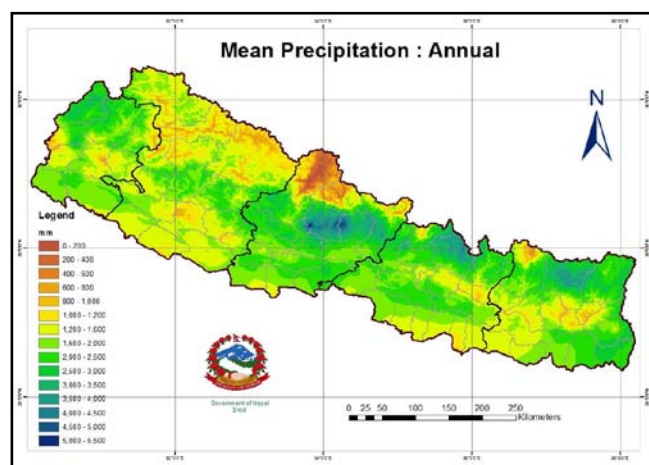 Mean Precipitation : Annual
N
Legend
mm
0 - 200
200 - 400
400 - 600
600 - 800
800 - 1,000
1,000 - 1,200
1,200 - 1,600
1,600 - 2,000
2,000 - 2,500
2,500 - 3,000
3,000 - 3,500
3,500 - 4,000
4,000 - 4,500
4,500 - 5,000
5,000 - 5,500
Government of Nepal
DHM
0 25 50 100 150 200 250
Kilometers